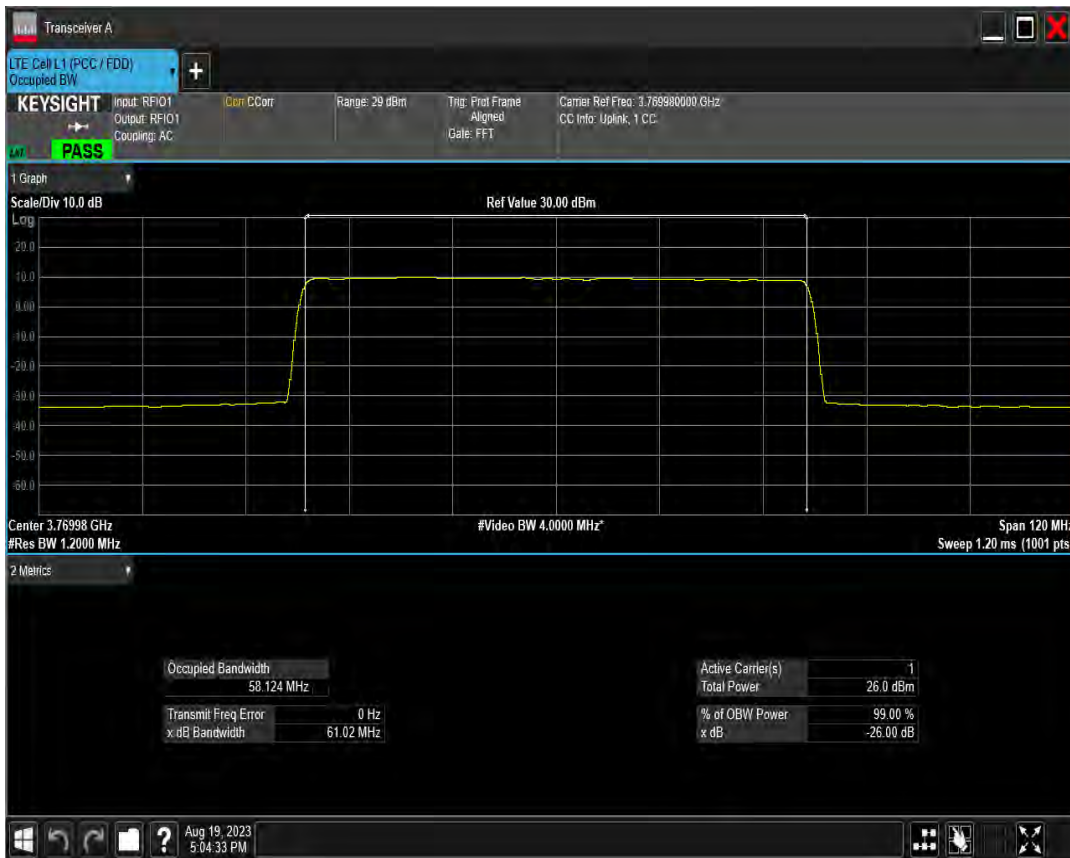 Transceiver A
LTE Cell L1 (PCC / FDD)
Occupied BW
+
KEYSIGHT
Input: RFIO1
Output: RFIO1
Coupling: AC
Corr CCorr
Range: 29 dBm
Trig: Prot Frame
Aligned
Gate: FFT
Carrier Ref Freq: 3.769980000 GHz
CC Info: Uplink, 1 CC
PASS
1 Graph
Scale/Div 10.0 dB
Ref Value 30.00 dBm
Log
20.0
10.0
0.00
-10.0
-20.0
-30.0
-40.0
-50.0
-60.0
Center 3.76998 GHz
#Video BW 4.0000 MHz*
Span 120 MHz
#Res BW 1.2000 MHz
Sweep 1.20 ms (1001 pts
2 Metrics
Occupied Bandwidth
58.124 MHz
Transmit Freq Error 0 Hz
x dB Bandwidth 61.02 MHz
Active Carrier(s) 1
Total Power 26.0 dBm
% of OBW Power 99.00 %
x dB -26.00 dB
?
Aug 19, 2023
5:04:33 PM